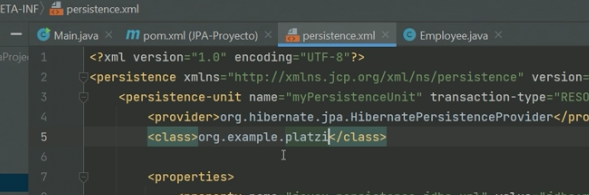 ETA-INF persistence.xml
Main.java pom.xml (JPA-Proyecto) persistence.xml Employee.java
1 <?xml version="1.0" encoding="UTF-8"?>
2 <persistence xmlns="http://xmlns.jcp.org/xml/ns/persistence" version=
3 <persistence-unit name="myPersistenceUnit" transaction-type="RESO
4 <provider>org.hibernate.jpa.HibernatePersistenceProvider</pro
5 <class>org.example.platzi</class>
6
7 <properties>